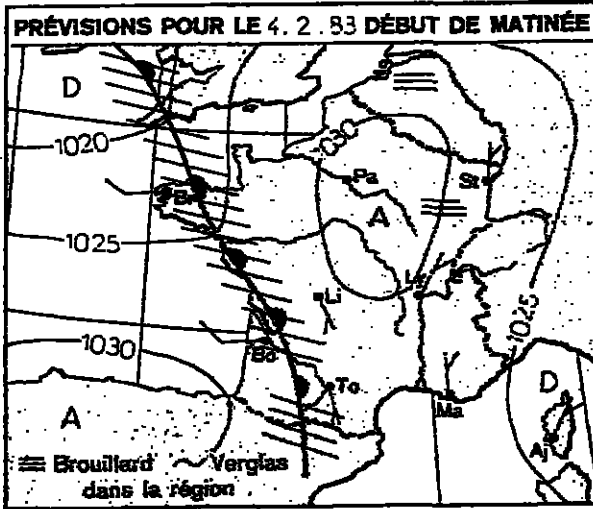 PRÉVISIONS POUR LE 4.2.83 DÉBUT DE MATINÉE
D
1020
1030
Pa
St
Br
A
1025
Li
Ly
1025
1030
Bo
To
D
Ma
A
Aj
Brouillard Verglas
dans la région